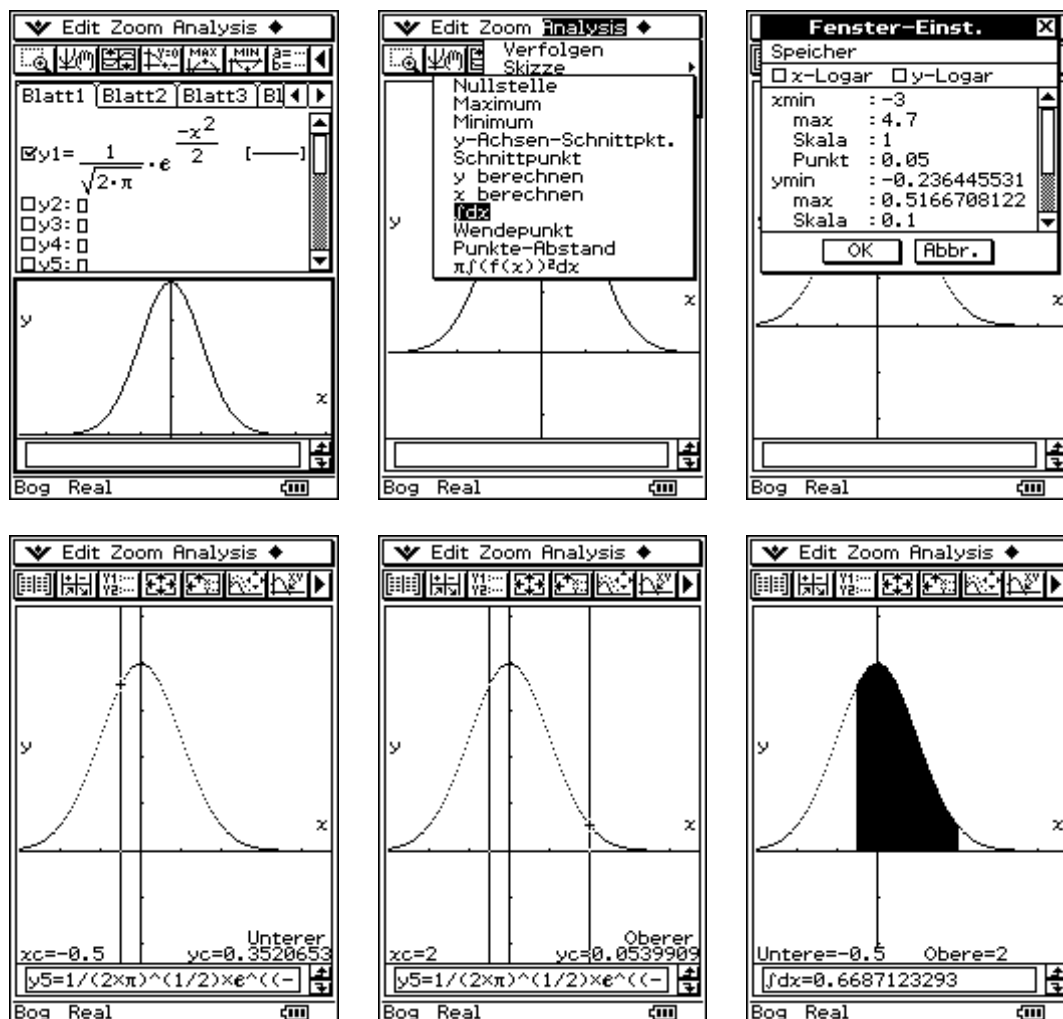 Edit Zoom Analysis
Blatt1 Blatt2 Blatt3 Bl
y1= 1/√2·π · e^(-x²/2) [——]
y2:
y3:
y4:
y5:
y
x
Bog Real
Edit Zoom Analysis
Verfolgen
Skizze
Nullstelle
Maximum
Minimum
y-Achsen-Schnittpkt.
Schnittpunkt
y berechnen
x berechnen
∫dx
Wendepunkt
Punkte-Abstand
π∫(f(x))²dx
y
x
Bog Real
Fenster-Einst.
Speicher
x-Logar y-Logar
xmin :-3
max :4.7
Skala :1
Punkt :0.05
ymin :-0.236445531
max :0.5166708122
Skala :0.1
OK Abbr.
x
Bog Real
Edit Zoom Analysis
y
x
Unterer
xc=-0.5 yc=0.3520653
y5=1/(2×π)^(1/2)×e^((-
Bog Real
Edit Zoom Analysis
y
x
Oberer
xc=2 yc=0.0539909
y5=1/(2×π)^(1/2)×e^((-
Bog Real
Edit Zoom Analysis
y
x
Untere=-0.5 Obere=2
∫dx=0.6687123293
Bog Real